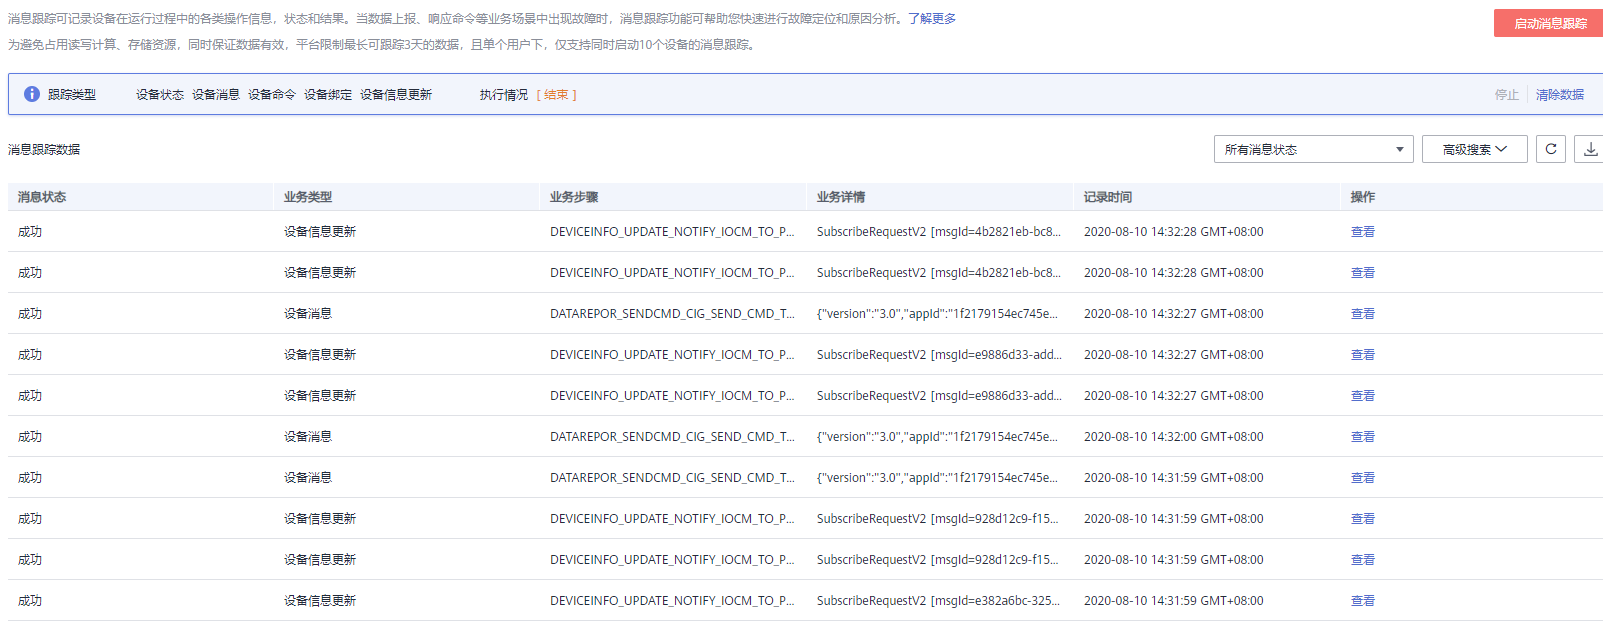 消息跟踪可记录设备在运行过程中的各类操作信息，状态和结果。当数据上报、响应命令等业务场景中出现故障时，消息跟踪功能可帮助您快速进行故障定位和原因分析。了解更多
启动消息跟踪
为避免占用读写计算、存储资源，同时保证数据有效，平台限制最长可跟踪3天的数据，且单个用户下，仅支持同时启动10个设备的消息跟踪。
跟踪类型 设备状态 设备消息 设备命令 设备绑定 设备信息更新 执行情况 [ 结束 ] 停止 清除数据
消息跟踪数据 所有消息状态 高级搜索
消息状态 业务类型 业务步骤 业务详情 记录时间 操作
成功 设备信息更新 DEVICEINFO_UPDATE_NOTIFY_IOCM_TO_P... SubscribeRequestV2 [msgId=4b2821eb-bc8... 2020-08-10 14:32:28 GMT+08:00 查看
成功 设备信息更新 DEVICEINFO_UPDATE_NOTIFY_IOCM_TO_P... SubscribeRequestV2 [msgId=4b2821eb-bc8... 2020-08-10 14:32:28 GMT+08:00 查看
成功 设备消息 DATAREPOR_SENDCMD_CIG_SEND_CMD_T... {"version":"3.0","appId":"1f2179154ec745e... 2020-08-10 14:32:27 GMT+08:00 查看
成功 设备信息更新 DEVICEINFO_UPDATE_NOTIFY_IOCM_TO_P... SubscribeRequestV2 [msgId=e9886d33-add... 2020-08-10 14:32:27 GMT+08:00 查看
成功 设备信息更新 DEVICEINFO_UPDATE_NOTIFY_IOCM_TO_P... SubscribeRequestV2 [msgId=e9886d33-add... 2020-08-10 14:32:27 GMT+08:00 查看
成功 设备消息 DATAREPOR_SENDCMD_CIG_SEND_CMD_T... {"version":"3.0","appId":"1f2179154ec745e... 2020-08-10 14:32:00 GMT+08:00 查看
成功 设备消息 DATAREPOR_SENDCMD_CIG_SEND_CMD_T... {"version":"3.0","appId":"1f2179154ec745e... 2020-08-10 14:31:59 GMT+08:00 查看
成功 设备信息更新 DEVICEINFO_UPDATE_NOTIFY_IOCM_TO_P... SubscribeRequestV2 [msgId=928d12c9-f15... 2020-08-10 14:31:59 GMT+08:00 查看
成功 设备信息更新 DEVICEINFO_UPDATE_NOTIFY_IOCM_TO_P... SubscribeRequestV2 [msgId=928d12c9-f15... 2020-08-10 14:31:59 GMT+08:00 查看
成功 设备信息更新 DEVICEINFO_UPDATE_NOTIFY_IOCM_TO_P... SubscribeRequestV2 [msgId=e382a6bc-325... 2020-08-10 14:31:59 GMT+08:00 查看